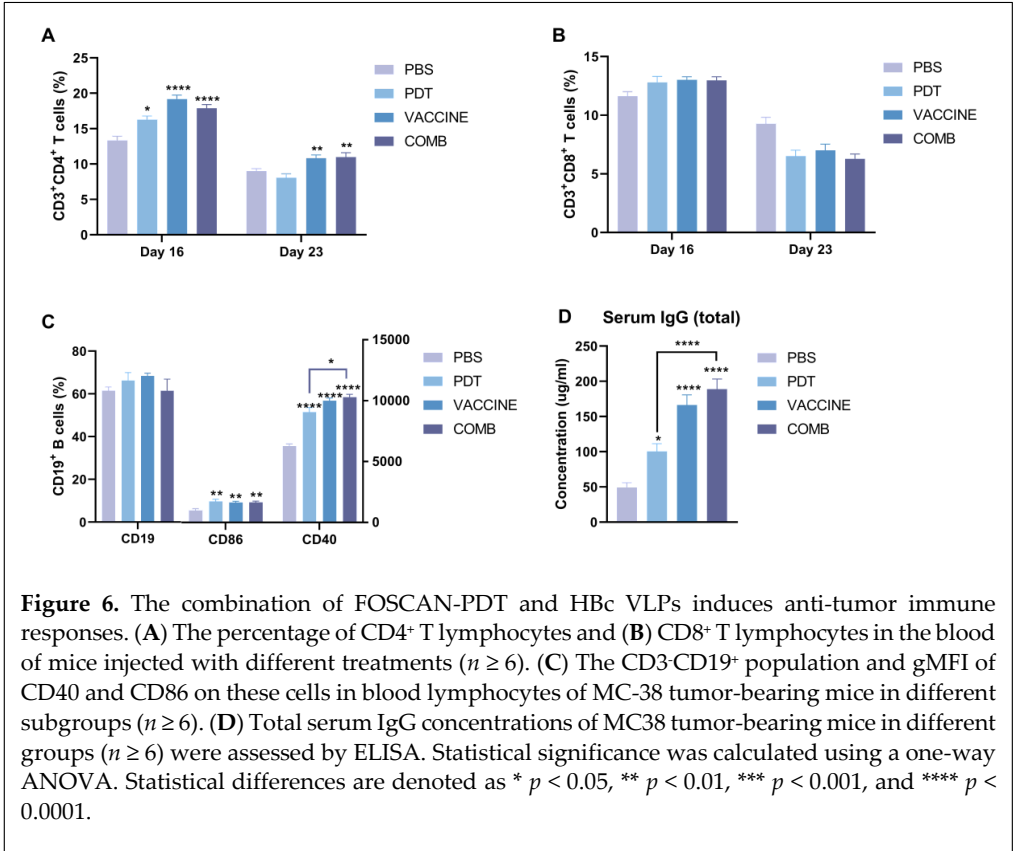 A
CD3⁺CD4⁺ T cells (%)
25
20
15
10
5
0
*
****
****
**
**
Day 16
Day 23
PBS
PDT
VACCINE
COMB
B
CD3⁺CD8⁺ T cells (%)
15
10
5
0
Day 16
Day 23
PBS
PDT
VACCINE
COMB
C
CD19⁺ B cells (%)
80
60
40
20
0
**
**
**
****
****
****
*
15000
10000
5000
0
CD19
CD86
CD40
PBS
PDT
VACCINE
COMB
D Serum IgG (total)
Concentration (ug/ml)
250
200
150
100
50
0
*
****
****
****
PBS
PDT
VACCINE
COMB
Figure 6. The combination of FOSCAN-PDT and HBc VLPs induces anti-tumor immune
responses. (A) The percentage of CD4⁺ T lymphocytes and (B) CD8⁺ T lymphocytes in the blood
of mice injected with different treatments (n ≥ 6). (C) The CD3⁻CD19⁺ population and gMFI of
CD40 and CD86 on these cells in blood lymphocytes of MC-38 tumor-bearing mice in different
subgroups (n ≥ 6). (D) Total serum IgG concentrations of MC38 tumor-bearing mice in different
groups (n ≥ 6) were assessed by ELISA. Statistical significance was calculated using a one-way
ANOVA. Statistical differences are denoted as * p < 0.05, ** p < 0.01, *** p < 0.001, and **** p <
0.0001.